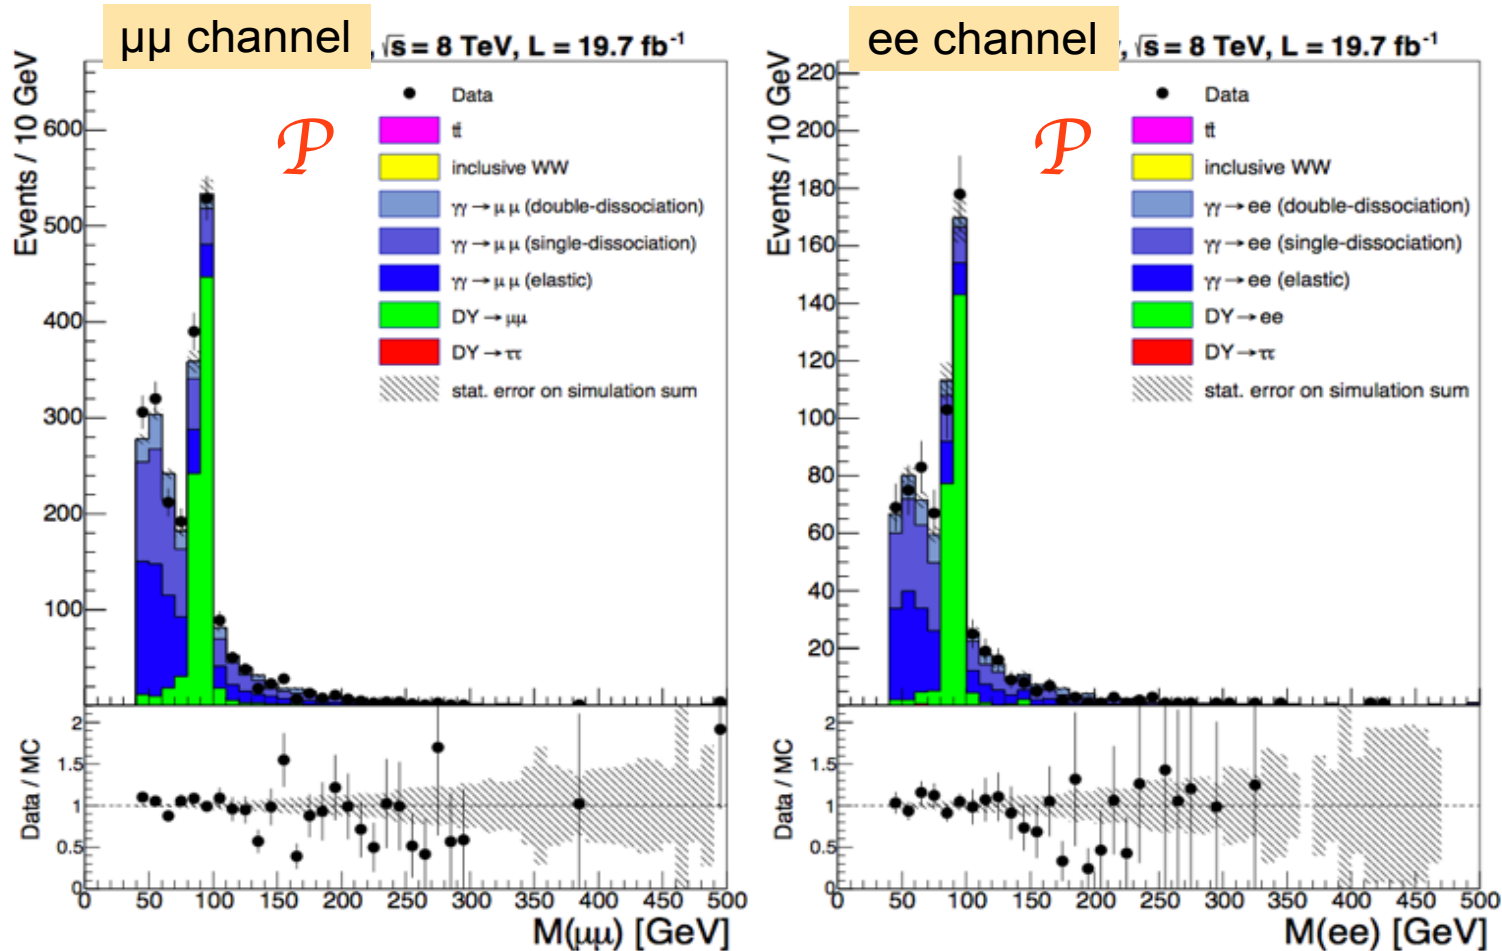 μμ channel
, √s = 8 TeV, L = 19.7 fb⁻¹
Events / 10 GeV
600
500
400
300
200
100
𝒫
Data
tt̄
inclusive WW
γγ → μ μ (double-dissociation)
γγ → μ μ (single-dissociation)
γγ → μ μ (elastic)
DY → μμ
DY → ττ
stat. error on simulation sum
Data / MC
2
1.5
1
0.5
0
0 50 100 150 200 250 300 350 400 450 500
M(μμ) [GeV]
ee channel
, √s = 8 TeV, L = 19.7 fb⁻¹
Events / 10 GeV
220
200
180
160
140
120
100
80
60
40
20
𝒫
Data
tt̄
inclusive WW
γγ → ee (double-dissociation)
γγ → ee (single-dissociation)
γγ → ee (elastic)
DY → ee
DY → ττ
stat. error on simulation sum
Data / MC
2
1.5
1
0.5
0
0 50 100 150 200 250 300 350 400 450 500
M(ee) [GeV]